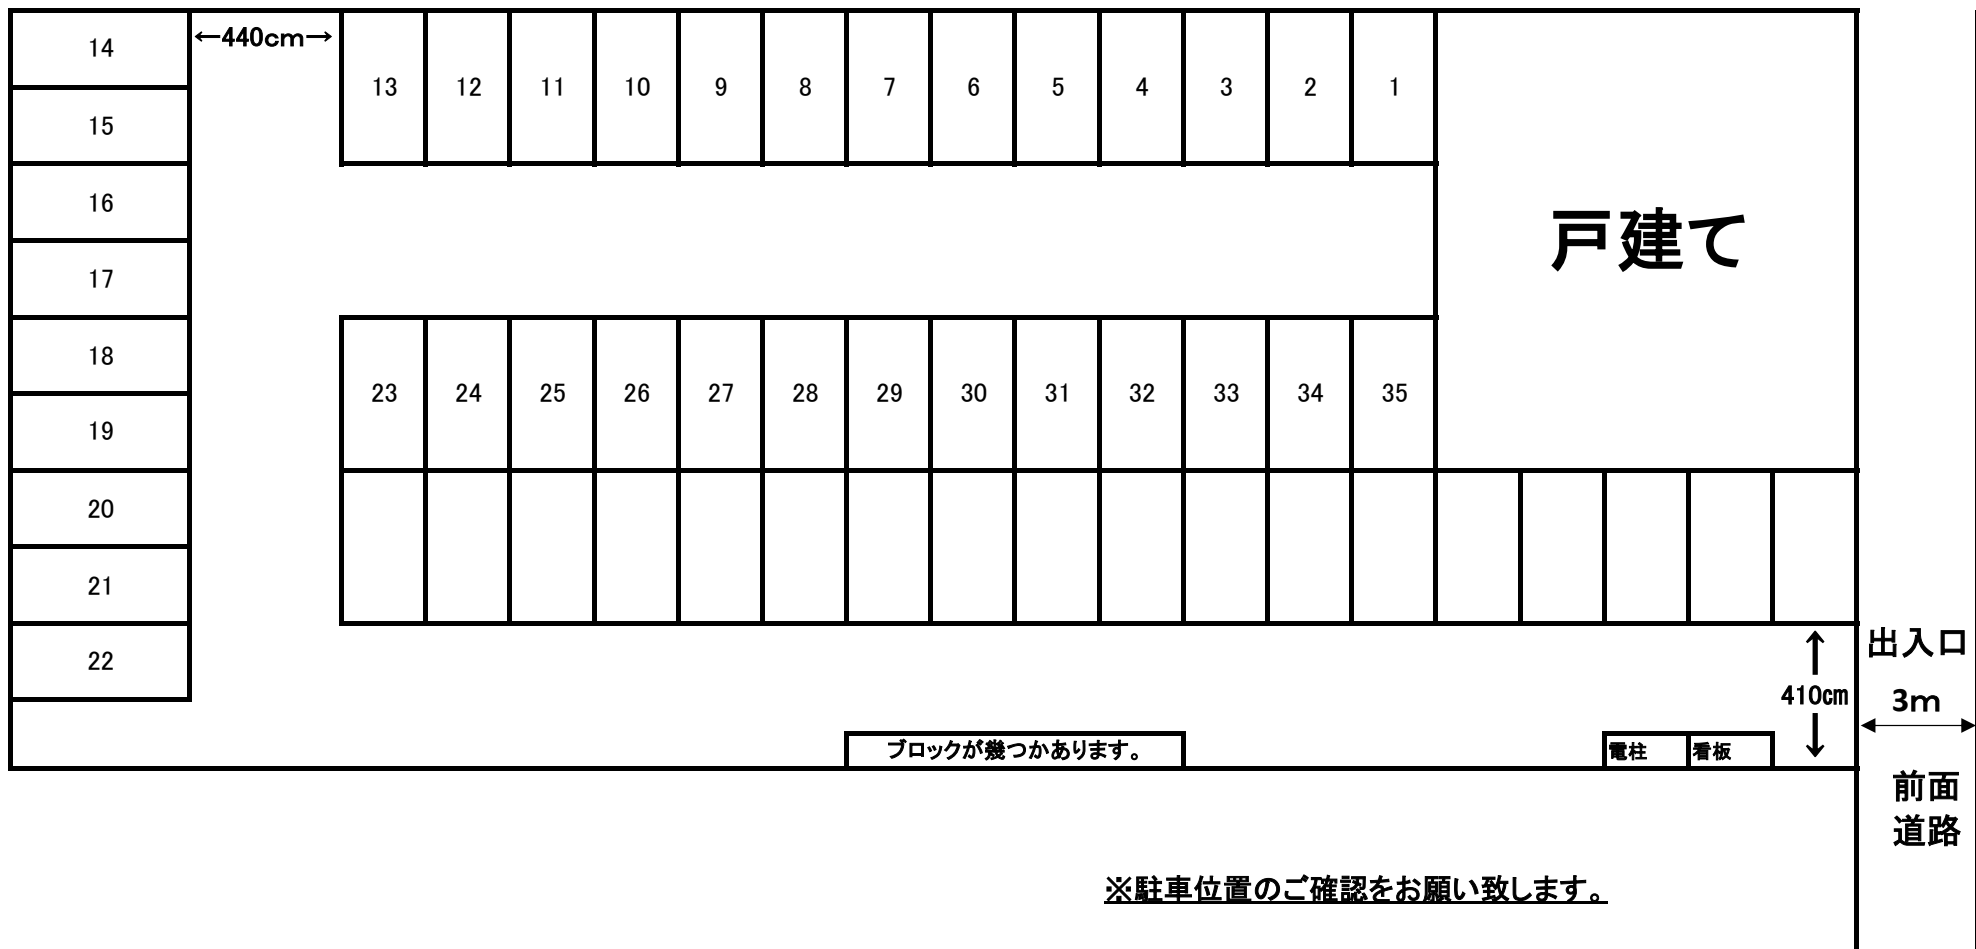 14
←440cm→
13 12 11 10 9 8 7 6 5 4 3 2 1
15
16
戸建て
17
18
23 24 25 26 27 28 29 30 31 32 33 34 35
19
20
21
22
出入口
410㎝
3m
ブロックが幾つかあります。
電柱
看板
前面
道路
※駐車位置のご確認をお願い致します。